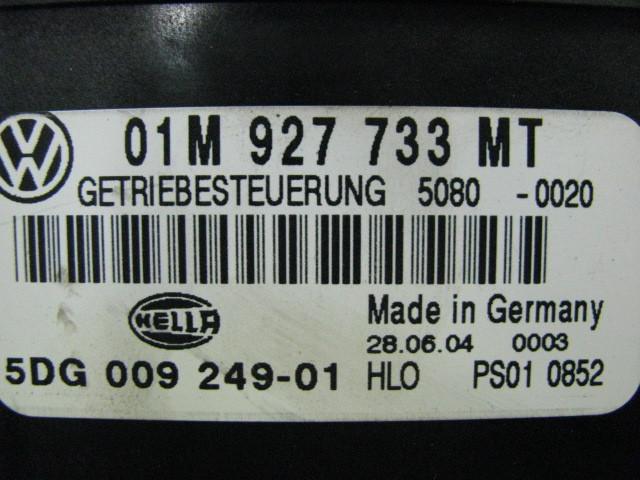 01M 927 733 MT
GETRIEBESTEUERUNG 5080 -0020
HELLA
Made in Germany
28.06.04 0003
5DG 009 249-01 HLO PS01 0852